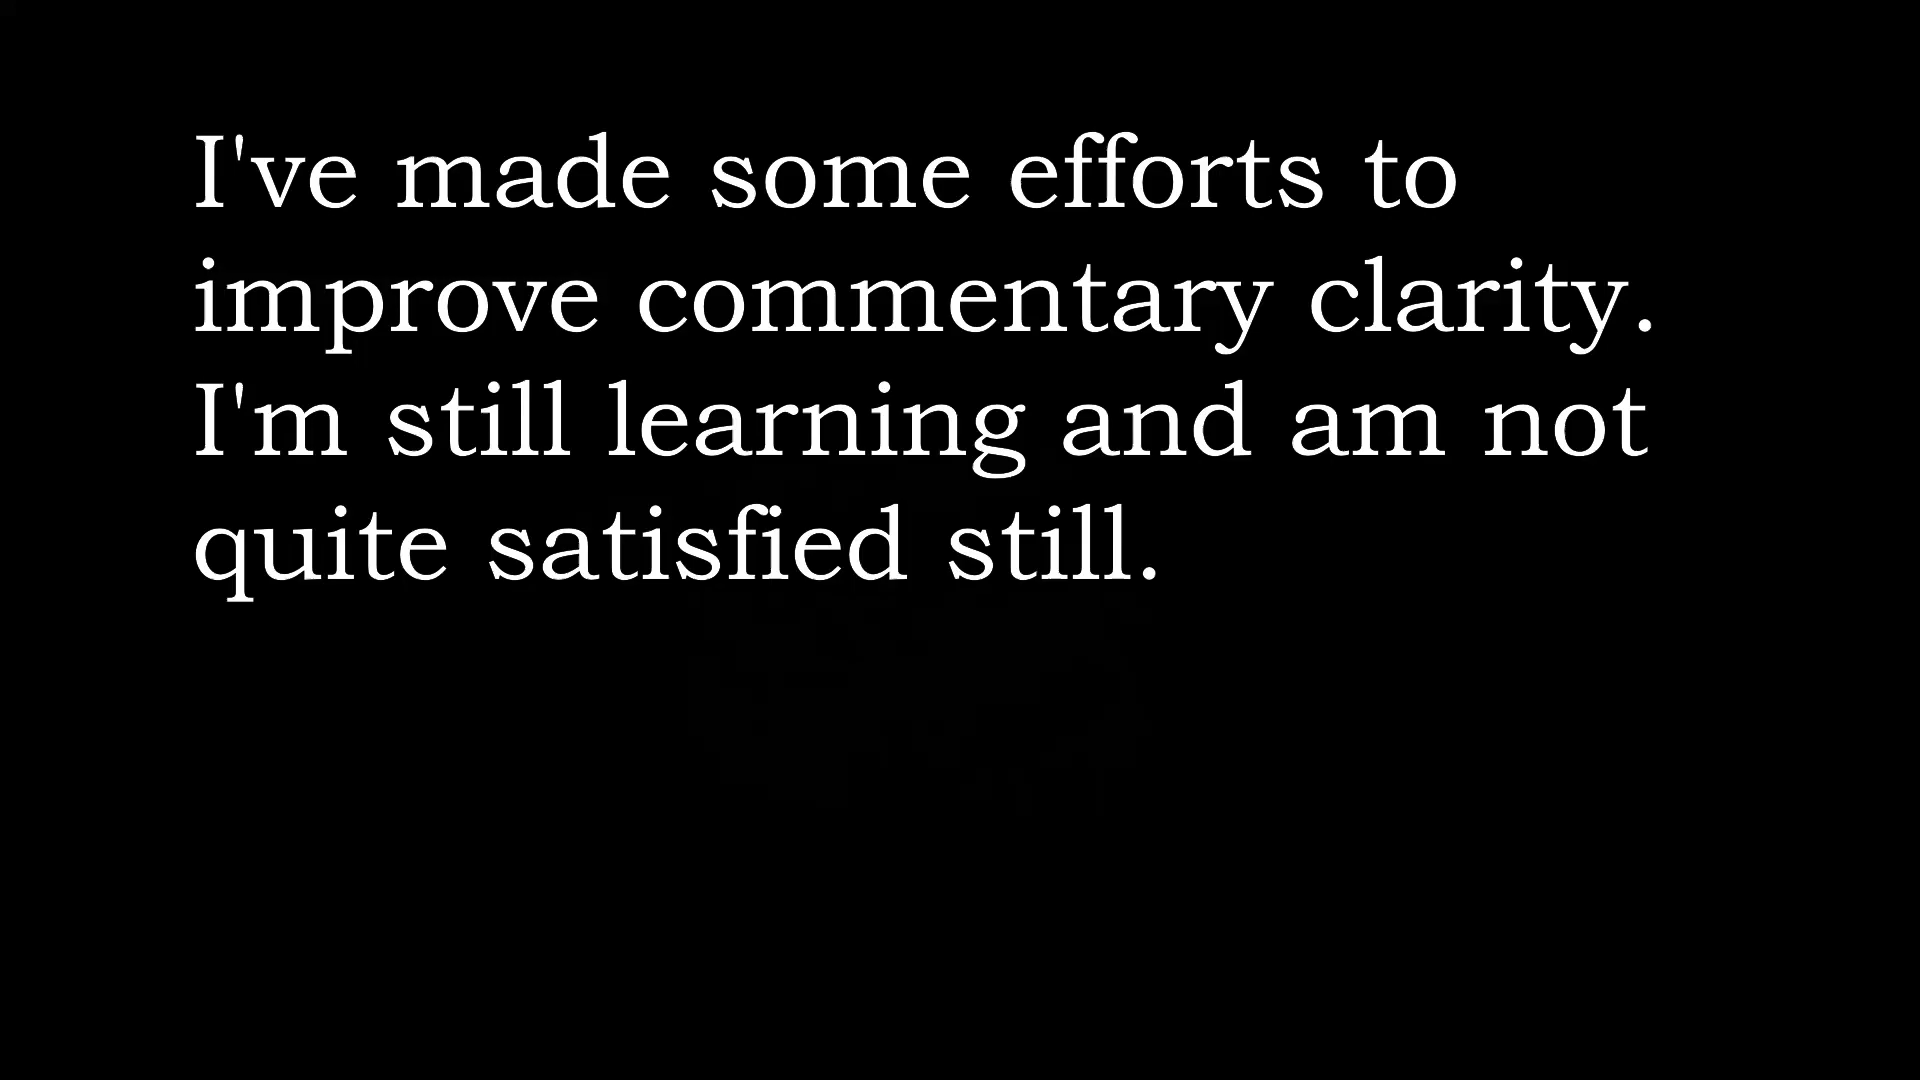 I've made some efforts to
improve commentary clarity.
I'm still learning and am not
quite satisfied still.